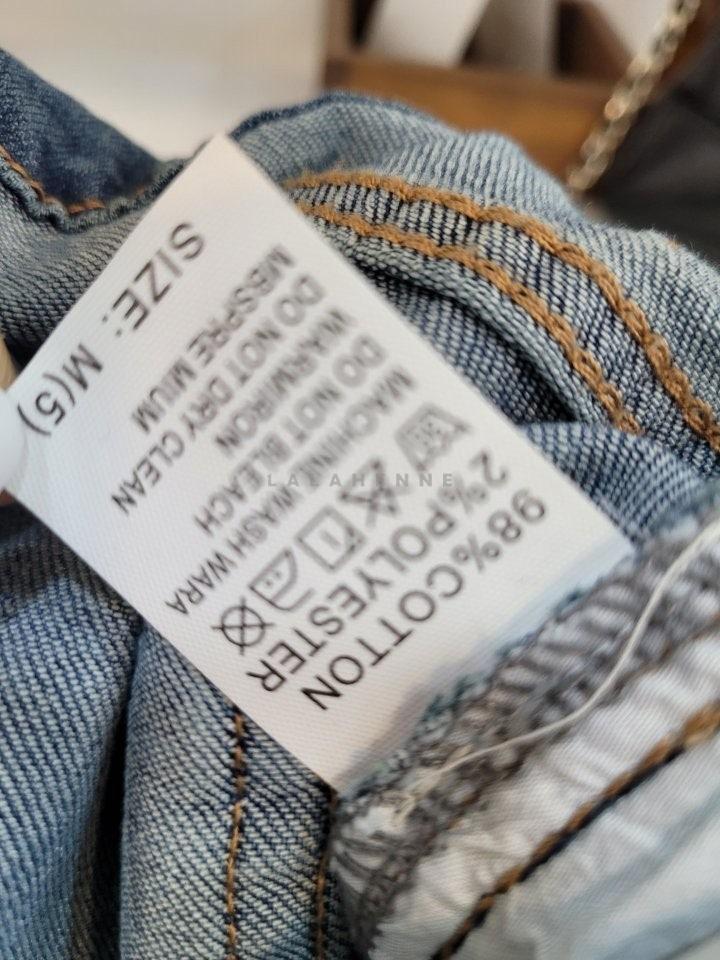 98%COTTON
2%POLYESTER
MACHINE WASH WARA
DO NOT BLEACH
WARMIRON
DO NOT DRY CLEAN
MBSSPRE MIUM
SIZE: M(5)
LALAHENNE